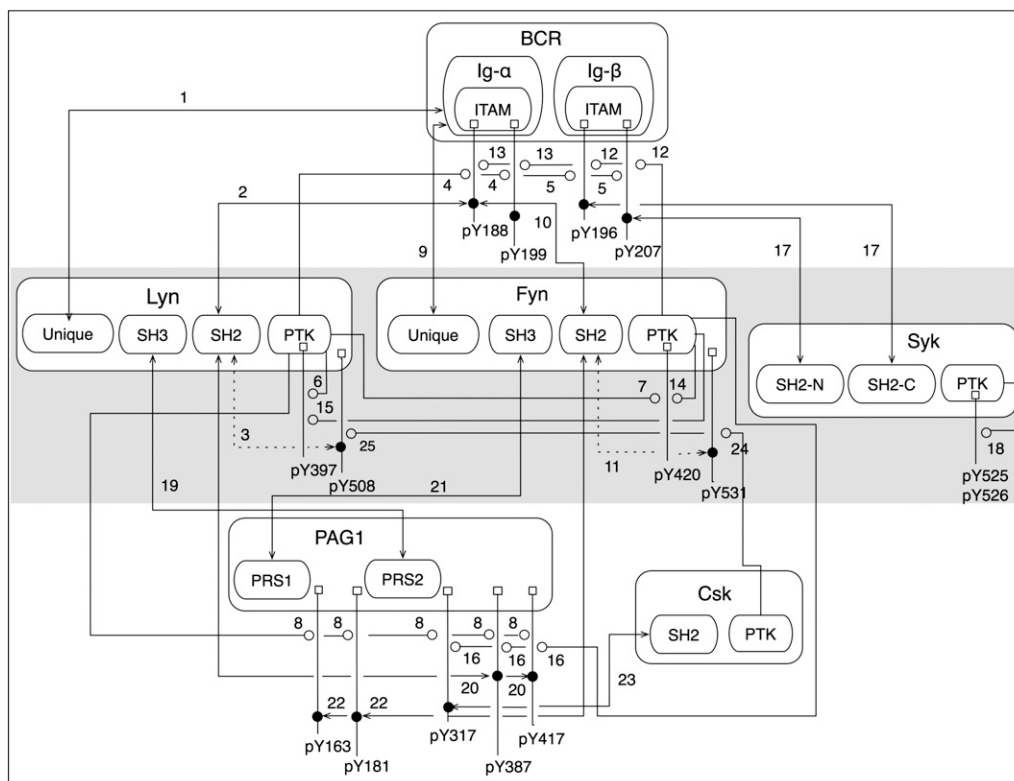 BCR
Ig-α Ig-β
1
ITAM ITAM
13 13 12 12
4 4 5 5
2
10
pY188 pY196
pY199 pY207
9 17 17
Lyn Fyn
Unique SH3 SH2 PTK Unique SH3 SH2 PTK
Syk
SH2-N SH2-C PTK
6 7 14
15
3 25 11 24 18
pY397 pY420 pY525
pY508 pY531 pY526
19 21
PAG1
PRS1 PRS2
Csk
SH2 PTK
8 8 8 8 8
16 16 16
20 20 23
22 22
pY163 pY317 pY417
pY181 pY387